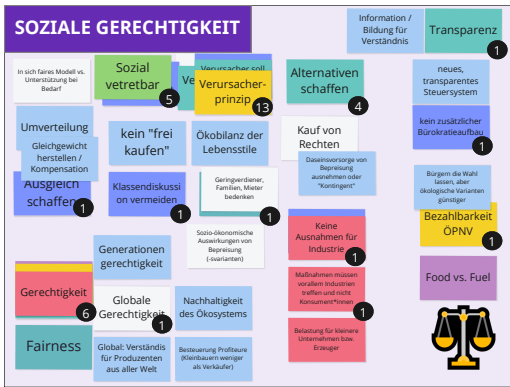 SOZIALE GERECHTIGKEIT
Information /
Bildung für
Verständnis
Transparenz
1
In sich faires Modell vs.
Unterstützung bei
Bedarf
Sozial
vetretbar
5
Verursacher soll
Verursacher-
prinzip
13
Alternativen
schaffen
4
neues,
transparentes
Steuersystem
Umverteilung
Gleichgewicht
herstellen /
Kompensation
Ausgleich
schaffen
1
kein "frei
kaufen"
Ökobilanz der
Lebensstile
Kauf von
Rechten
Daseinsvorsorge von
Bepreisung
ausnehmen oder
"Kontingent"
kein zusätzlicher
Bürokratieaufbau
1
Klassendiskussi
on vermeiden
1
Geringverdiener,
Familien, Mieter
bedenken
1
Bürgern die Wahl
lassen, aber
ökologische Varianten
günstiger
Bezahlbarkeit
ÖPNV
1
Generationen
gerechtigkeit
Sozio-ökonomische
Auswirkungen von
Bepreisung
(-svarianten)
Keine
Ausnahmen für
Industrie
1
Gerechtigkeit
6
Globale
Gerechtigkeit
1
Nachhaltigkeit
des Ökosystems
Maßnahmen müssen
vorallem Industrien
treffen und nicht
Konsument*innen
1
Food vs. Fuel
Fairness
Global: Verständis
für Produzenten
aus aller Welt
Besteuerung Profiteure
(Kleinbauern weniger
als Verkäufer)
Belastung für kleinere
Unternehmen bzw.
Erzeuger